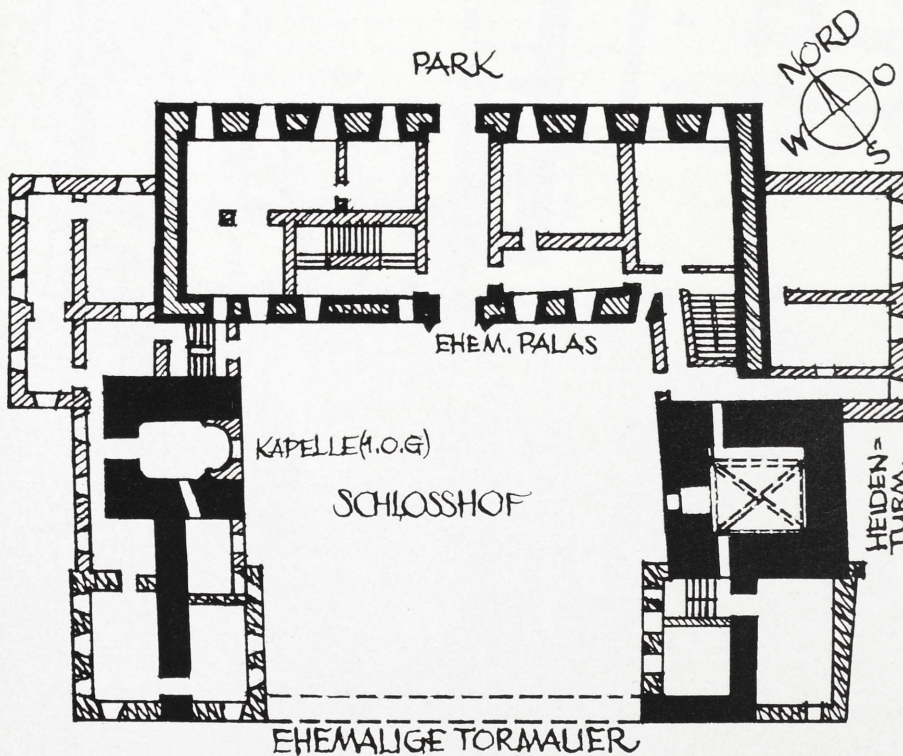 PARK
NORD
O
W
S
EHEM. PALAS
KAPELLE (1.O.G)
SCHLOSSHOF
HEIDEN=
TURM
EHEMALIGE TORMAUER